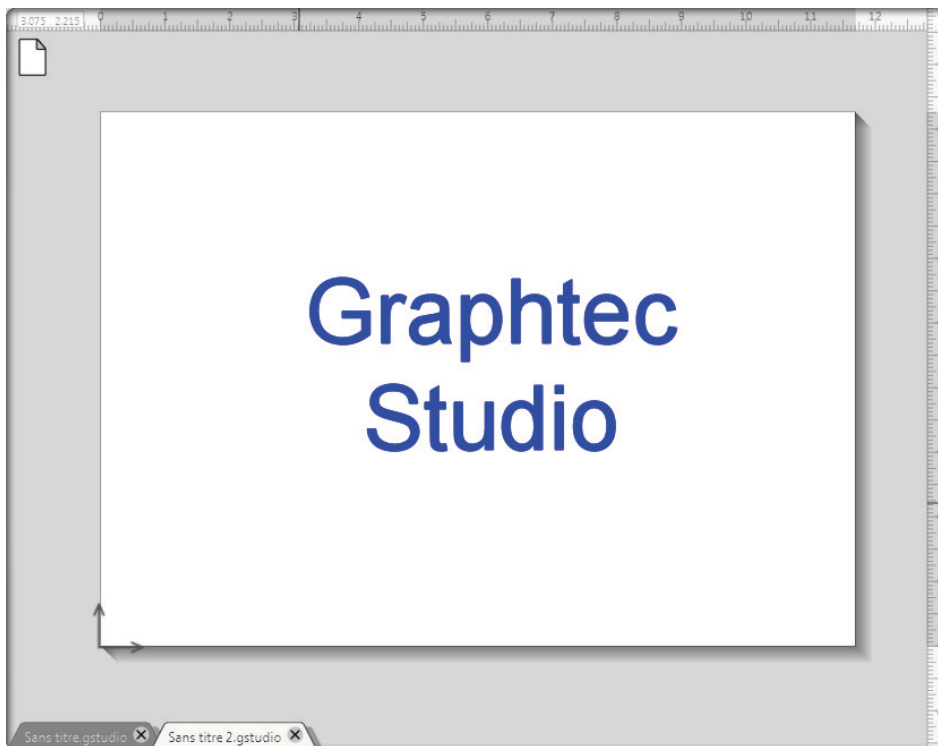 3.075 , 2.215 0 1 2 3 4 5 6 7 8 9 10 11 12
Graphtec
Studio
Sans titre.gstudio Sans titre 2.gstudio